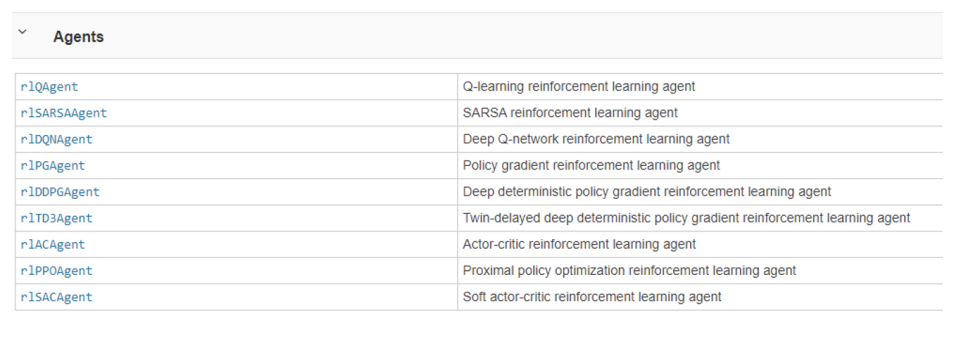 Agents
rlQAgent Q-learning reinforcement learning agent
rlSARSAAgent SARSA reinforcement learning agent
rlDQNAgent Deep Q-network reinforcement learning agent
rlPGAgent Policy gradient reinforcement learning agent
rlDDPGAgent Deep deterministic policy gradient reinforcement learning agent
rlTD3Agent Twin-delayed deep deterministic policy gradient reinforcement learning agent
rlACAgent Actor-critic reinforcement learning agent
rlPPOAgent Proximal policy optimization reinforcement learning agent
rlSACAgent Soft actor-critic reinforcement learning agent